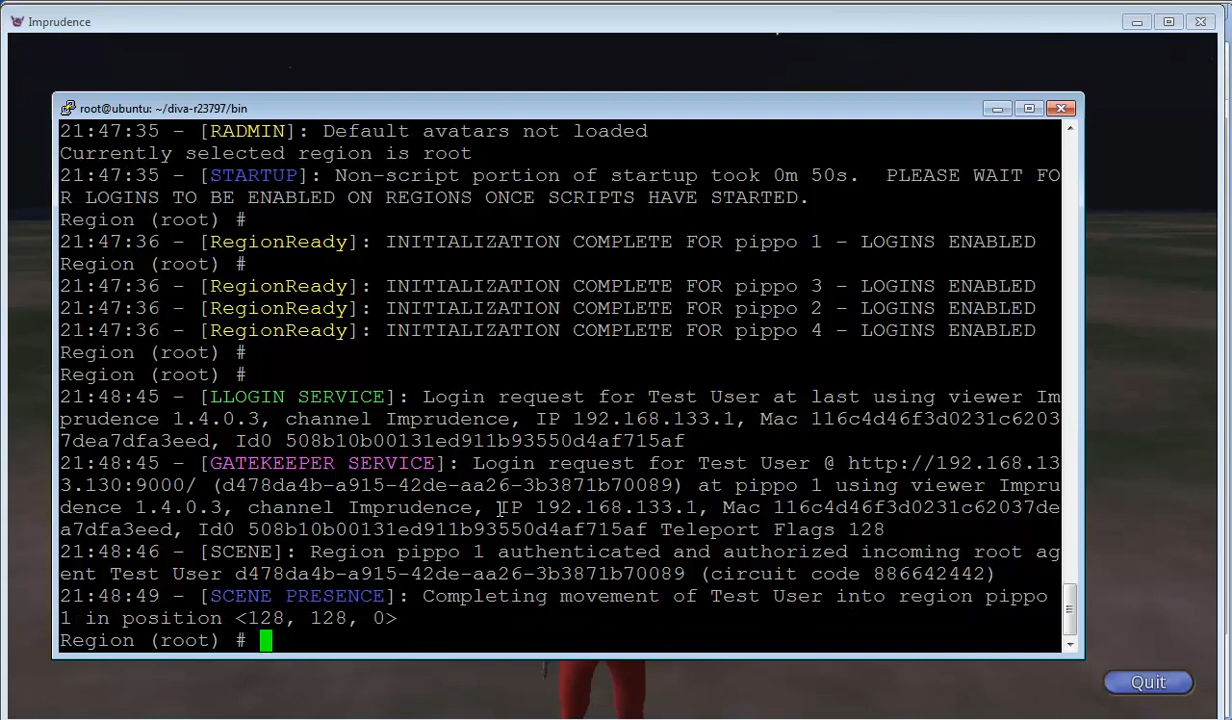 Imprudence
root@ubuntu: ~/diva-r23797/bin
21:47:35 - [RADMIN]: Default avatars not loaded
Currently selected region is root
21:47:35 - [STARTUP]: Non-script portion of startup took 0m 50s.  PLEASE WAIT FO
R LOGINS TO BE ENABLED ON REGIONS ONCE SCRIPTS HAVE STARTED.
Region (root) #
21:47:36 - [RegionReady]: INITIALIZATION COMPLETE FOR pippo 1 - LOGINS ENABLED
Region (root) #
21:47:36 - [RegionReady]: INITIALIZATION COMPLETE FOR pippo 3 - LOGINS ENABLED
21:47:36 - [RegionReady]: INITIALIZATION COMPLETE FOR pippo 2 - LOGINS ENABLED
21:47:36 - [RegionReady]: INITIALIZATION COMPLETE FOR pippo 4 - LOGINS ENABLED
Region (root) #
Region (root) #
21:48:45 - [LLOGIN SERVICE]: Login request for Test User at last using viewer Im
prudence 1.4.0.3, channel Imprudence, IP 192.168.133.1, Mac 116c4d46f3d0231c6203
7dea7dfa3eed, Id0 508b10b00131ed911b93550d4af715af
21:48:45 - [GATEKEEPER SERVICE]: Login request for Test User @ http://192.168.13
3.130:9000/ (d478da4b-a915-42de-aa26-3b3871b70089) at pippo 1 using viewer Impru
dence 1.4.0.3, channel Imprudence, IP 192.168.133.1, Mac 116c4d46f3d0231c62037de
a7dfa3eed, Id0 508b10b00131ed911b93550d4af715af Teleport Flags 128
21:48:46 - [SCENE]: Region pippo 1 authenticated and authorized incoming root ag
ent Test User d478da4b-a915-42de-aa26-3b3871b70089 (circuit code 886642442)
21:48:49 - [SCENE PRESENCE]: Completing movement of Test User into region pippo
1 in position <128, 128, 0>
Region (root) #
Quit